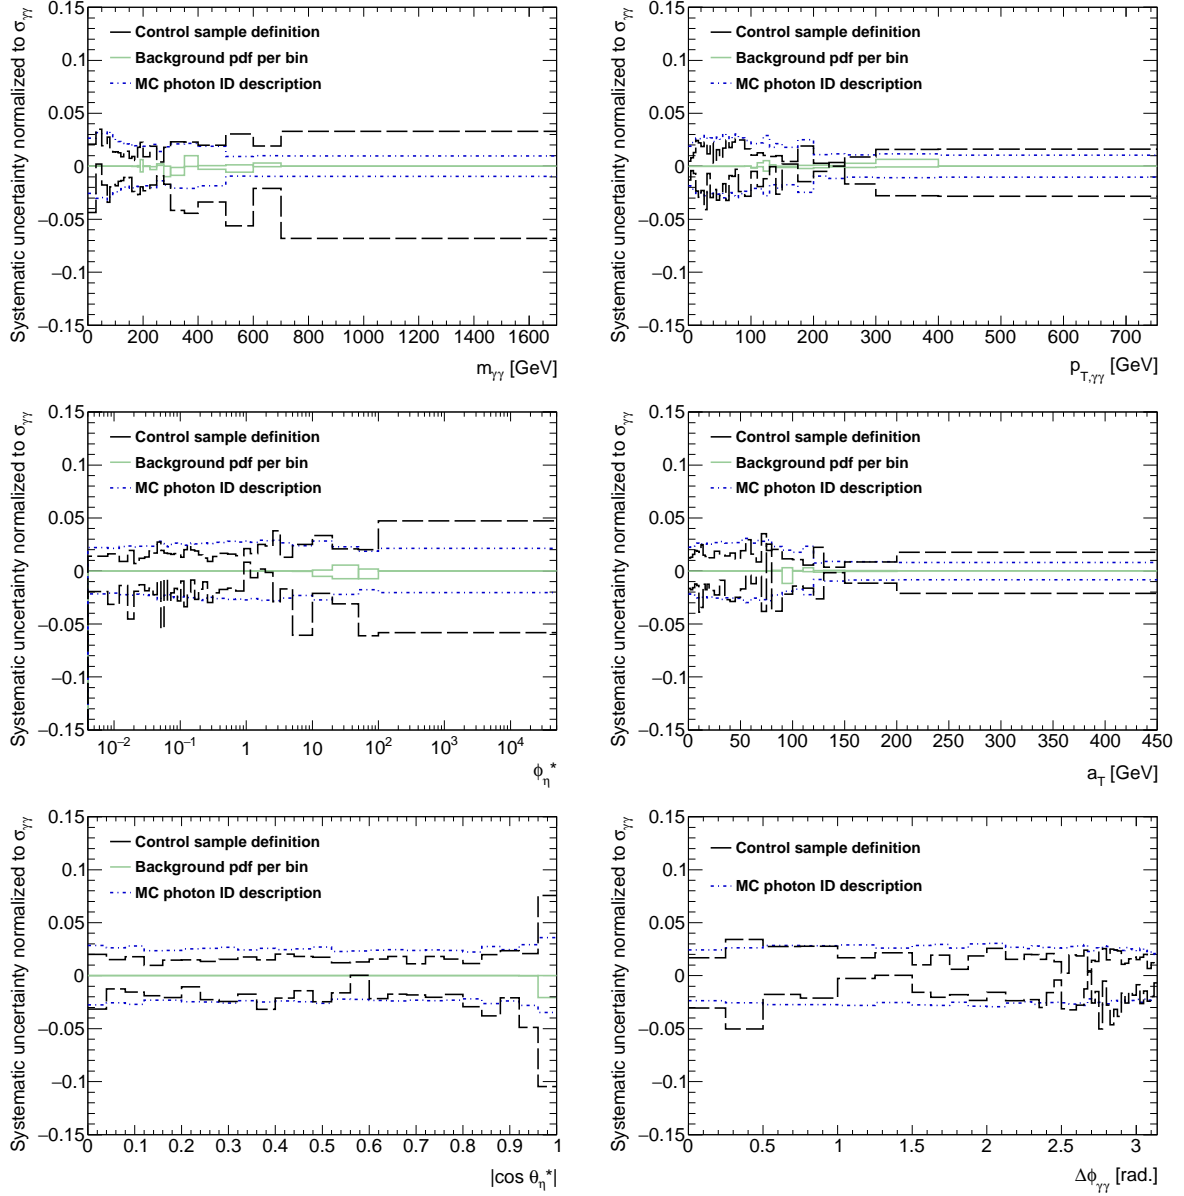 Systematic uncertainty normalized to σγγ
0.15
0.1
0.05
0
−0.05
−0.1
−0.15
Control sample definition
Background pdf per bin
MC photon ID description
0 200 400 600 800 1000 1200 1400 1600
mγγ [GeV]
Systematic uncertainty normalized to σγγ
0.15
0.1
0.05
0
−0.05
−0.1
−0.15
Control sample definition
Background pdf per bin
MC photon ID description
0 100 200 300 400 500 600 700
pT,γγ [GeV]
Systematic uncertainty normalized to σγγ
0.15
0.1
0.05
0
−0.05
−0.1
−0.15
Control sample definition
Background pdf per bin
MC photon ID description
10⁻² 10⁻¹ 1 10 10² 10³ 10⁴
ϕη*
Systematic uncertainty normalized to σγγ
0.15
0.1
0.05
0
−0.05
−0.1
−0.15
Control sample definition
Background pdf per bin
MC photon ID description
0 50 100 150 200 250 300 350 400 450
aT [GeV]
Systematic uncertainty normalized to σγγ
0.15
0.1
0.05
0
−0.05
−0.1
−0.15
Control sample definition
Background pdf per bin
MC photon ID description
0 0.1 0.2 0.3 0.4 0.5 0.6 0.7 0.8 0.9 1
|cos θη*|
Systematic uncertainty normalized to σγγ
0.15
0.1
0.05
0
−0.05
−0.1
−0.15
Control sample definition
MC photon ID description
0 0.5 1 1.5 2 2.5 3
Δϕγγ [rad.]